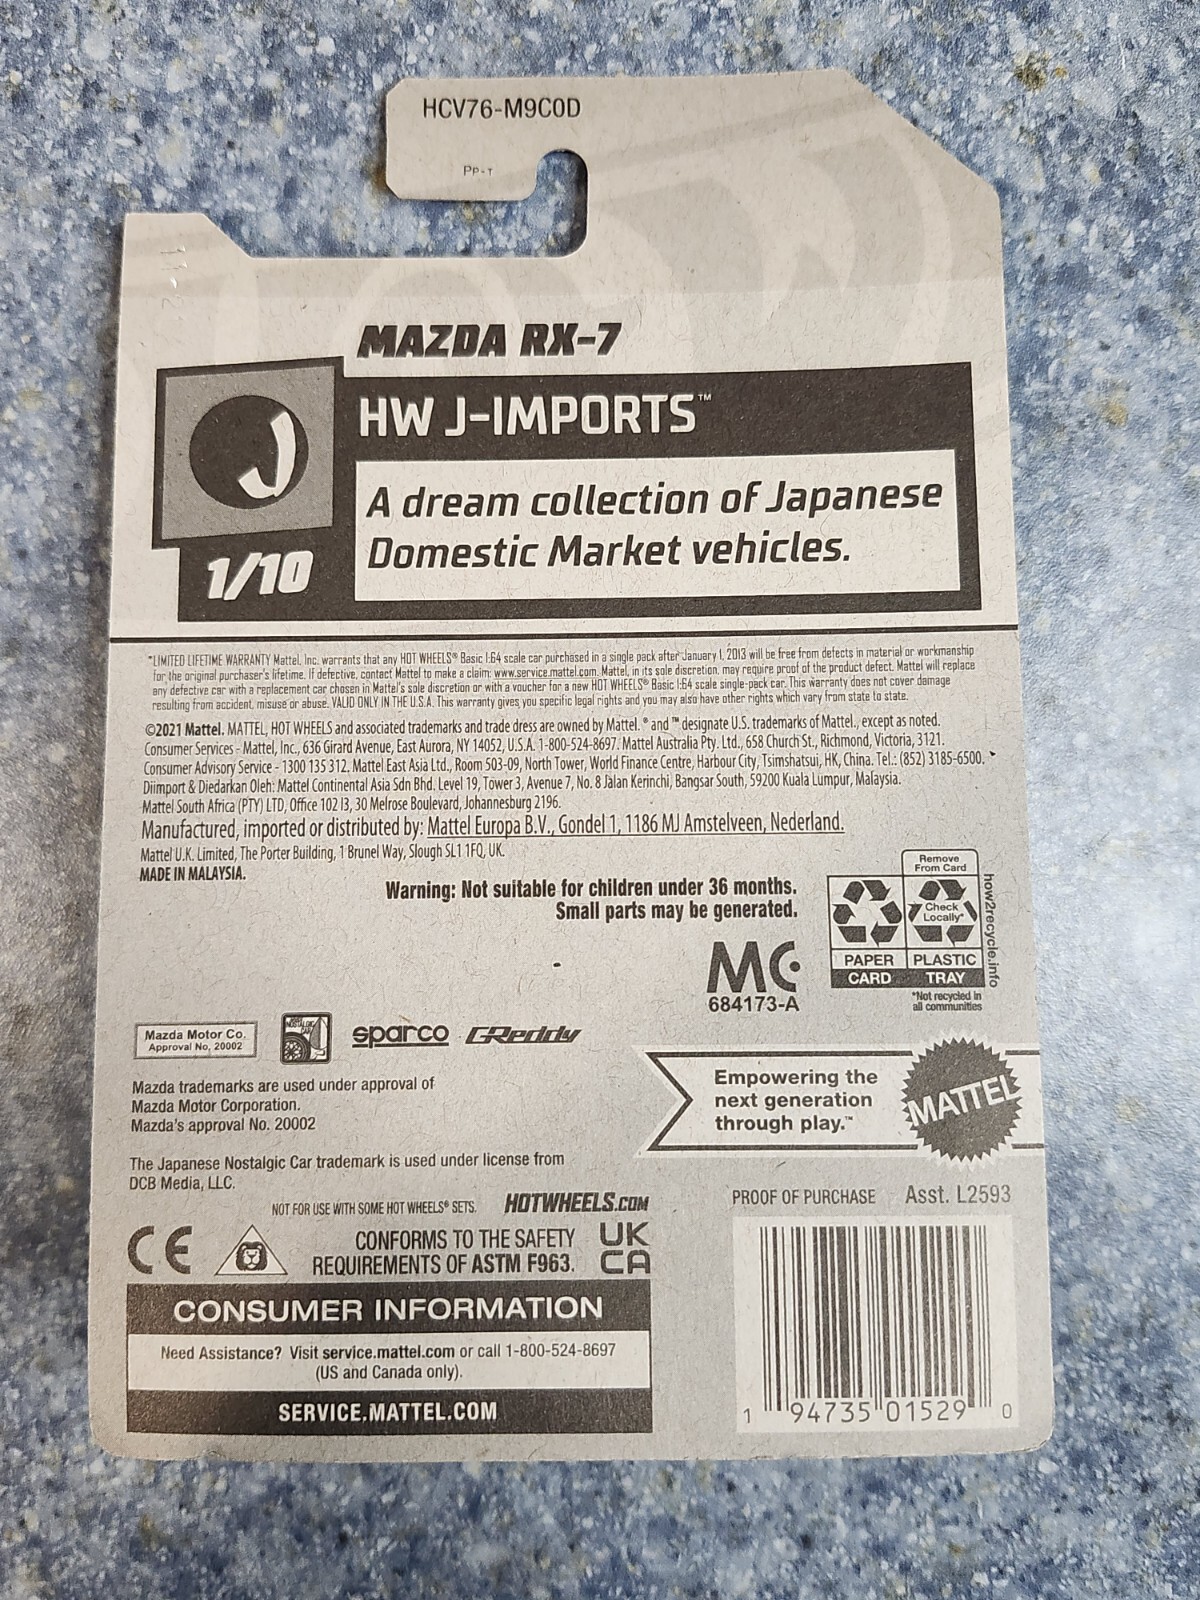 HCV76-M9C0D
PP-T
MAZDA RX-7
HW J-IMPORTS™
J
1/10
A dream collection of Japanese
Domestic Market vehicles.
*LIMITED LIFETIME WARRANTY Mattel, Inc. warrants that any HOT WHEELS® Basic 1:64 scale car purchased in a single pack after January 1, 2013 will be free from defects in material or workmanship
for the original purchaser's lifetime. If defective, contact Mattel to make a claim: www.service.mattel.com. Mattel, in its sole discretion, may require proof of the product defect. Mattel will replace
any defective car with a replacement car chosen in Mattel's sole discretion or with a voucher for a new HOT WHEELS® Basic 1:64 scale single-pack car. This warranty does not cover damage
resulting from accident, misuse or abuse. VALID ONLY IN THE U.S.A. This warranty gives you specific legal rights and you may also have other rights which vary from state to state.
©2021 Mattel. MATTEL, HOT WHEELS and associated trademarks and trade dress are owned by Mattel. ® and ™ designate U.S. trademarks of Mattel, except as noted.
Consumer Services - Mattel, Inc., 636 Girard Avenue, East Aurora, NY 14052, U.S.A. 1-800-524-8697. Mattel Australia Pty. Ltd., 658 Church St., Richmond, Victoria, 3121.
Consumer Advisory Service - 1300 135 312. Mattel East Asia Ltd., Room 503-09, North Tower, World Finance Centre, Harbour City, Tsimshatsui, HK, China. Tel.: (852) 3185-6500.
Diimport & Diedarkan Oleh: Mattel Continental Asia Sdn Bhd. Level 19, Tower 3, Avenue 7, No. 8 Jalan Kerinchi, Bangsar South, 59200 Kuala Lumpur, Malaysia.
Mattel South Africa (PTY) LTD, Office 102 I3, 30 Melrose Boulevard, Johannesburg 2196.
Manufactured, imported or distributed by: Mattel Europa B.V., Gondel 1, 1186 MJ Amstelveen, Nederland.
Mattel U.K. Limited, The Porter Building, 1 Brunel Way, Slough SL1 1FQ, UK.
MADE IN MALAYSIA.
Warning: Not suitable for children under 36 months.
Small parts may be generated.
MC
684173-A
Remove
From Card
Check
Locally*
PAPER
CARD
PLASTIC
TRAY
*Not recycled in
all communities
how2recycle.info
Mazda Motor Co.
Approval No, 20002
NOSTALGIC
CAR
sparco
GReddy
Mazda trademarks are used under approval of
Mazda Motor Corporation.
Mazda's approval No. 20002
Empowering the
next generation
through play.™
MATTEL
The Japanese Nostalgic Car trademark is used under license from
DCB Media, LLC.
NOT FOR USE WITH SOME HOT WHEELS® SETS.
HOTWHEELS.COM
CE
CONFORMS TO THE SAFETY
REQUIREMENTS OF ASTM F963.
UK
CA
PROOF OF PURCHASE
Asst. L2593
CONSUMER INFORMATION
Need Assistance? Visit service.mattel.com or call 1-800-524-8697
(US and Canada only).
SERVICE.MATTEL.COM
1 94735 01529 0